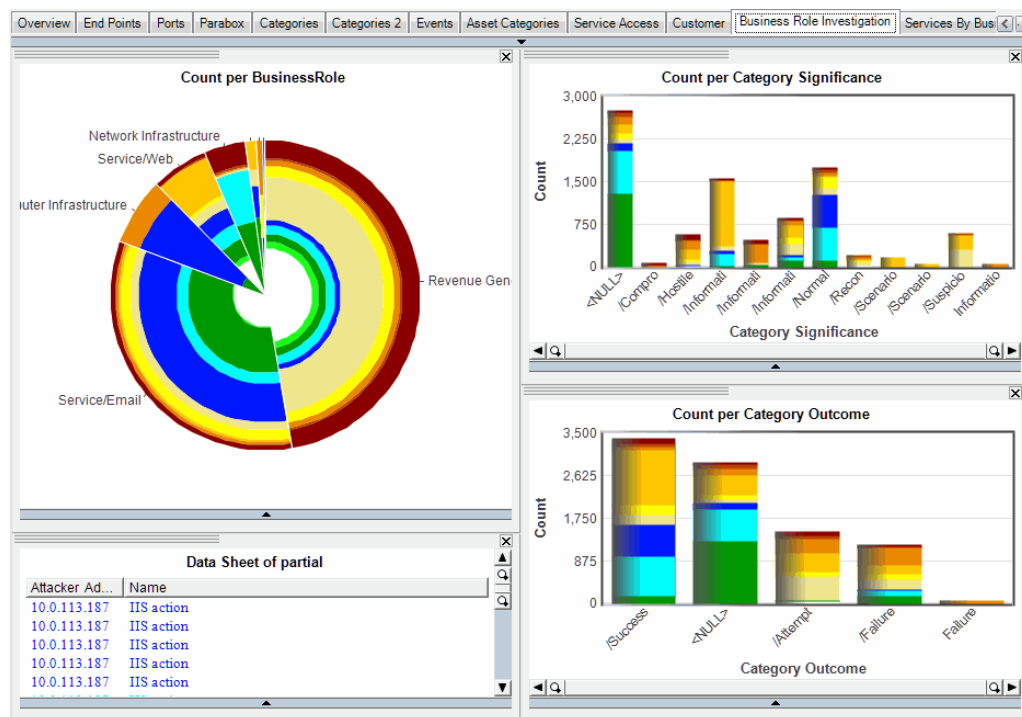 Overview End Points Ports Parabox Categories Categories 2 Events Asset Categories Service Access Customer Business Role Investigation Services By Busi
Count per BusinessRole
Network Infrastructure
Service/Web
uter Infrastructure
Revenue Gen
Service/Email
Data Sheet of partial
Attacker Ad... Name
10.0.113.187 IIS action
10.0.113.187 IIS action
10.0.113.187 IIS action
10.0.113.187 IIS action
10.0.113.187 IIS action
Count per Category Significance
3,000
2,250
1,500
750
0
Count
<NULL> /Compro /Hostile /Informati /Informati /Informati /Normal /Recon /Scenario /Scenario /Suspicio Informatio
Category Significance
Count per Category Outcome
3,500
2,625
1,750
875
0
Count
/Success <NULL> /Attempt /Failure Failure
Category Outcome